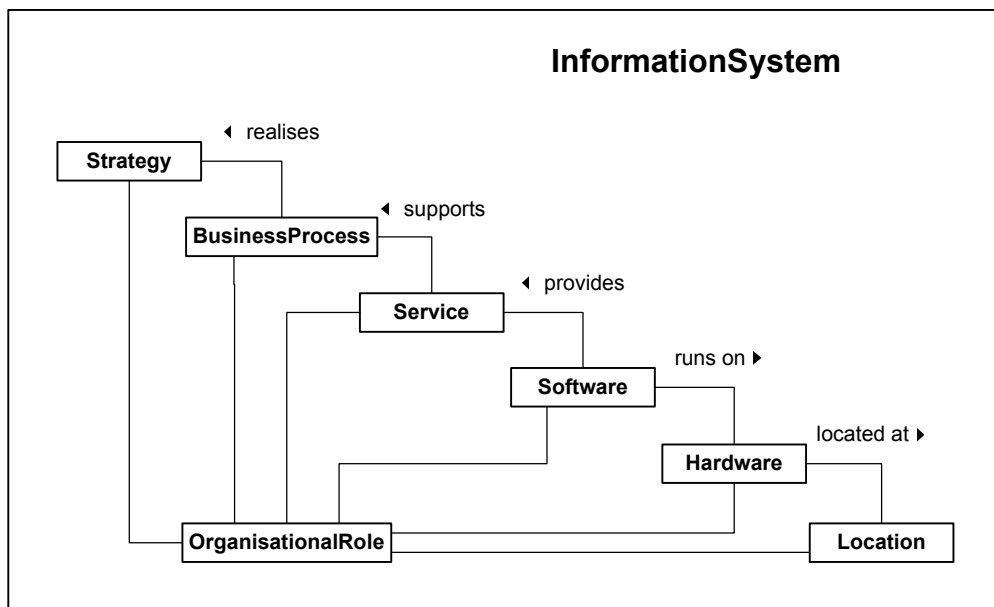 InformationSystem
◄ realises
Strategy
◄ supports
BusinessProcess
◄ provides
Service
runs on ►
Software
located at ►
Hardware
OrganisationalRole
Location